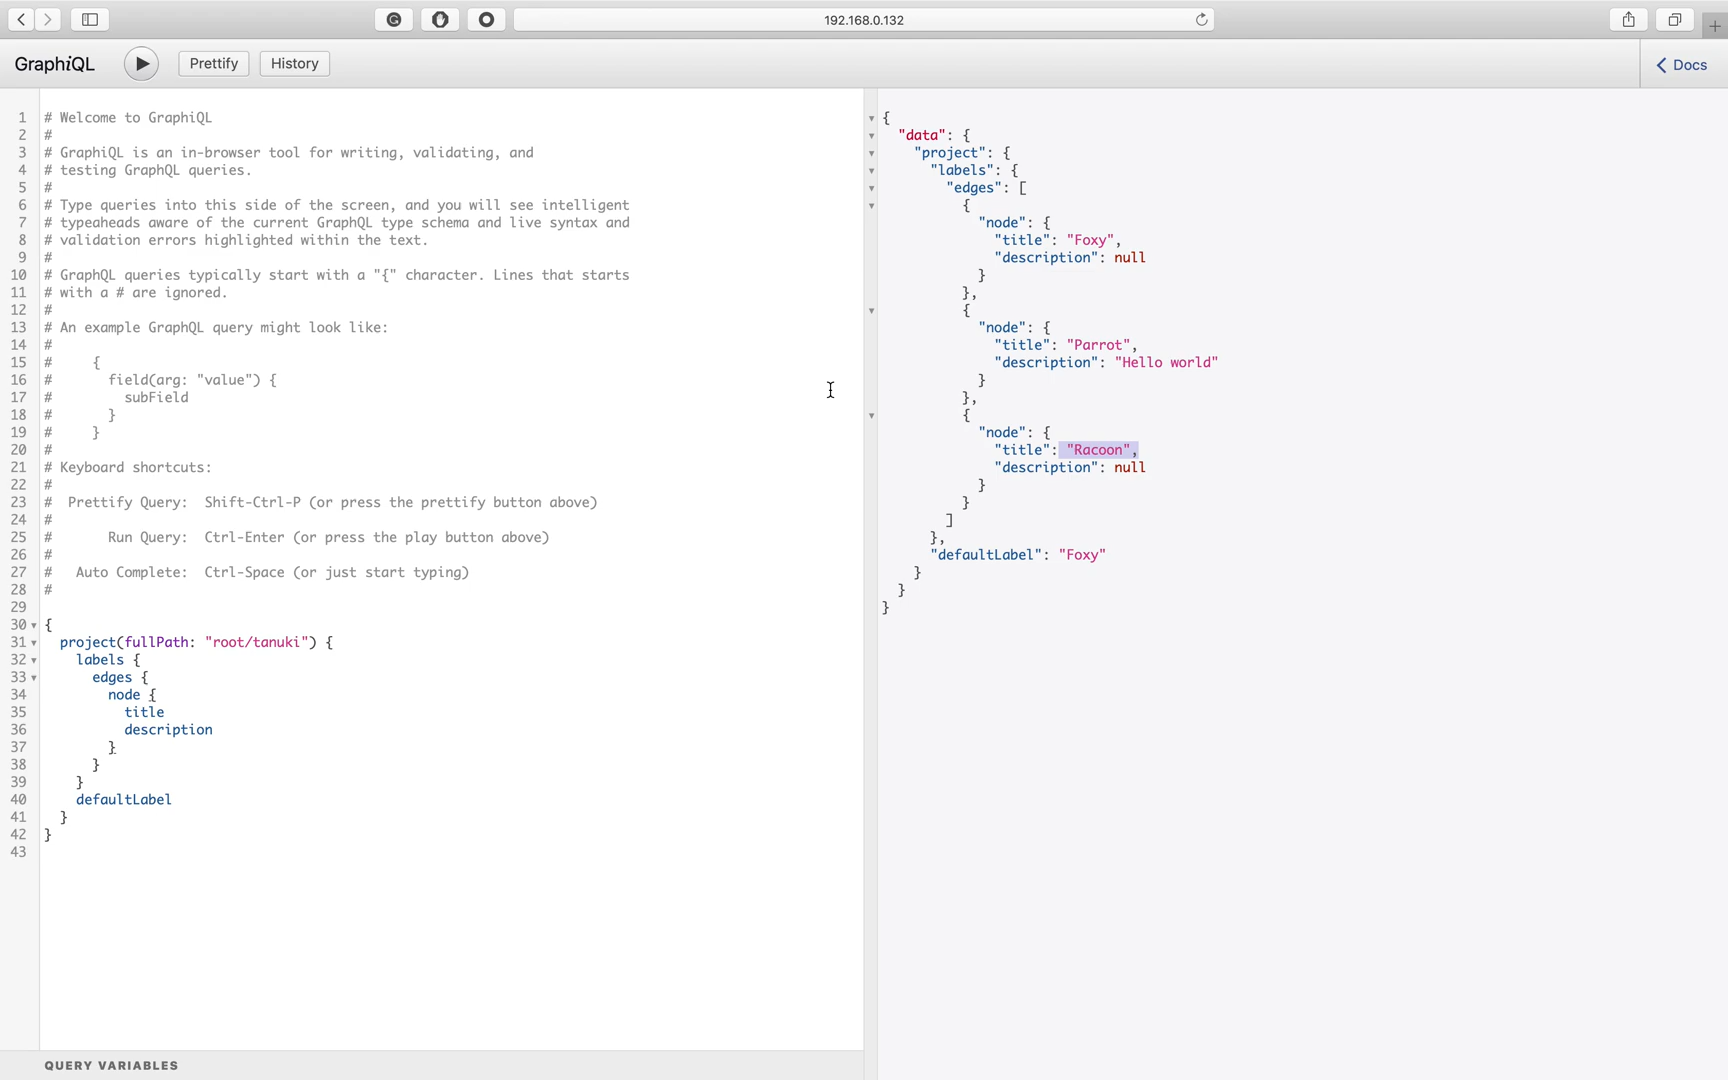 192.168.0.132
GraphiQL
Prettify
History
Docs
1 # Welcome to GraphiQL
2 #
3 # GraphiQL is an in-browser tool for writing, validating, and
4 # testing GraphQL queries.
5 #
6 # Type queries into this side of the screen, and you will see intelligent
7 # typeaheads aware of the current GraphQL type schema and live syntax and
8 # validation errors highlighted within the text.
9 #
10 # GraphQL queries typically start with a "{" character. Lines that starts
11 # with a # are ignored.
12 #
13 # An example GraphQL query might look like:
14 #
15 #     {
16 #       field(arg: "value") {
17 #         subField
18 #       }
19 #     }
20 #
21 # Keyboard shortcuts:
22 #
23 #  Prettify Query:  Shift-Ctrl-P (or press the prettify button above)
24 #
25 #       Run Query:  Ctrl-Enter (or press the play button above)
26 #
27 #   Auto Complete:  Ctrl-Space (or just start typing)
28 #
29
30 {
31   project(fullPath: "root/tanuki") {
32     labels {
33       edges {
34         node {
35           title
36           description
37         }
38       }
39     }
40     defaultLabel
41   }
42 }
43
QUERY VARIABLES
{
  "data": {
    "project": {
      "labels": {
        "edges": [
          {
            "node": {
              "title": "Foxy",
              "description": null
            }
          },
          {
            "node": {
              "title": "Parrot",
              "description": "Hello world"
            }
          },
          {
            "node": {
              "title": "Racoon",
              "description": null
            }
          }
        ]
      },
      "defaultLabel": "Foxy"
    }
  }
}